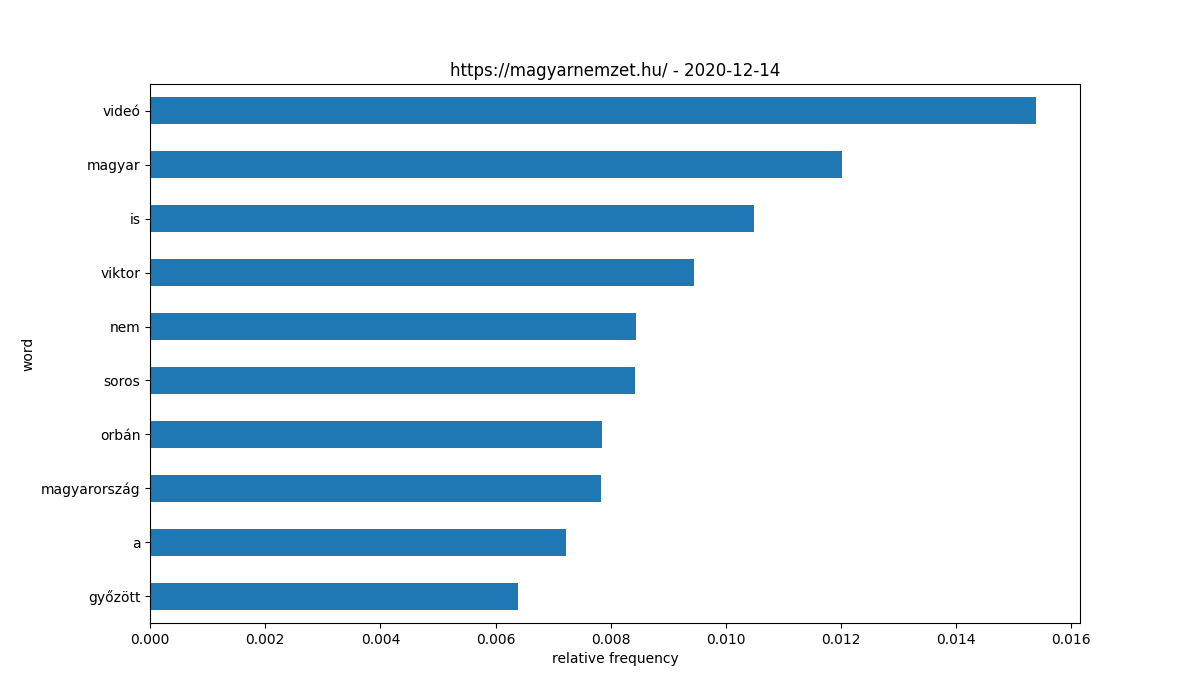 https://magyarnemzet.hu/ - 2020-12-14
videó
magyar
is
viktor
nem
soros
orbán
magyarország
a
győzött
word
0.000 0.002 0.004 0.006 0.008 0.010 0.012 0.014 0.016
relative frequency